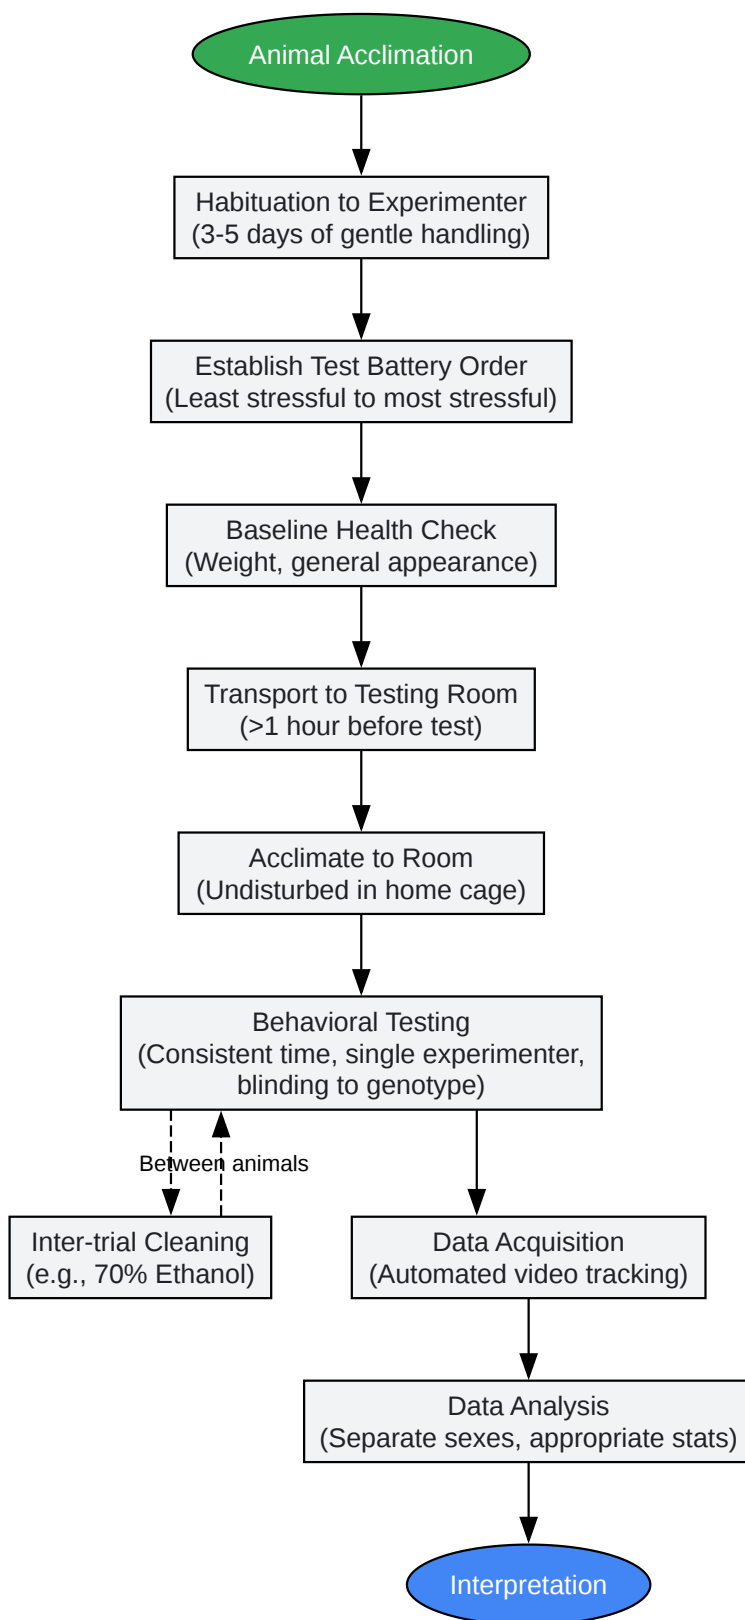 Animal Acclimation
Habituation to Experimenter
(3-5 days of gentle handling)
Establish Test Battery Order
(Least stressful to most stressful)
Baseline Health Check
(Weight, general appearance)
Transport to Testing Room
(>1 hour before test)
Acclimate to Room
(Undisturbed in home cage)
Behavioral Testing
(Consistent time, single experimenter,
blinding to genotype)
Between animals
Inter-trial Cleaning
(e.g., 70% Ethanol)
Data Acquisition
(Automated video tracking)
Data Analysis
(Separate sexes, appropriate stats)
Interpretation